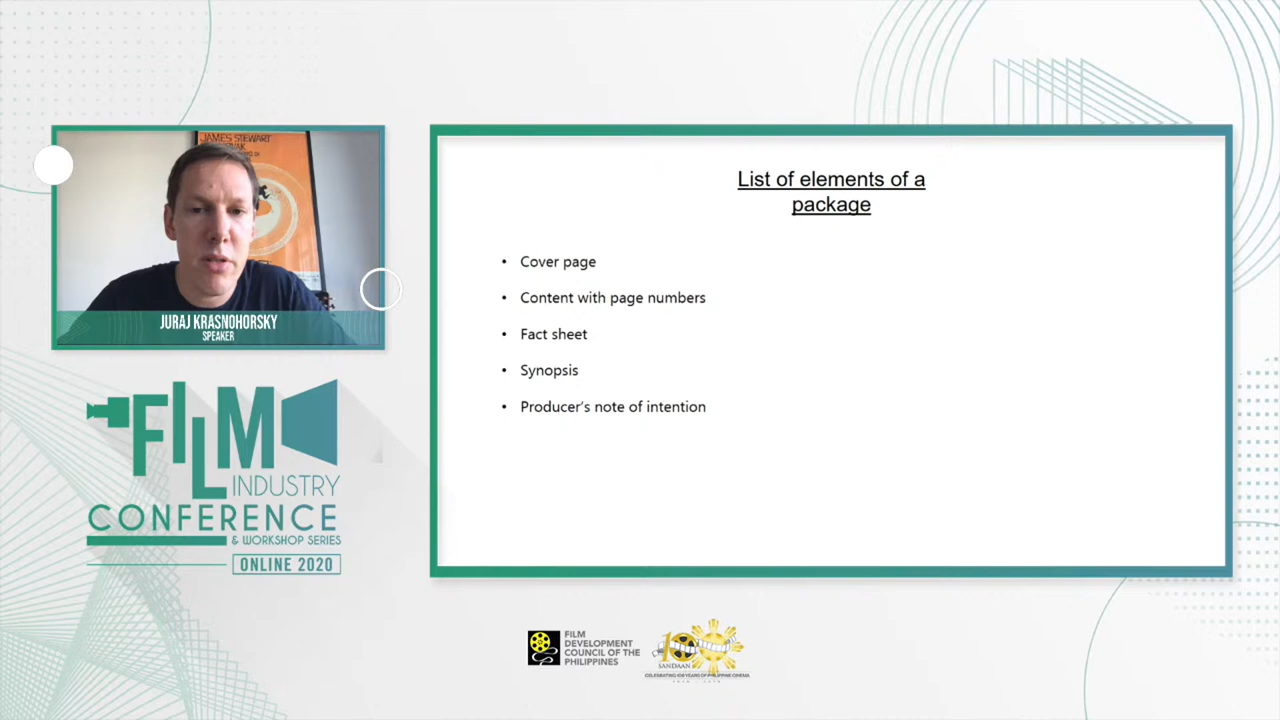 JAMES STEWART
JURAJ KRASNOHORSKY
SPEAKER
FILM
INDUSTRY
CONFERENCE
& WORKSHOP SERIES
ONLINE 2020
List of elements of a
package
• Cover page
• Content with page numbers
• Fact sheet
• Synopsis
• Producer's note of intention
FILM
DEVELOPMENT
COUNCIL OF THE
PHILIPPINES
100
SANDAAN
CELEBRATING 100 YEARS OF PHILIPPINE CINEMA